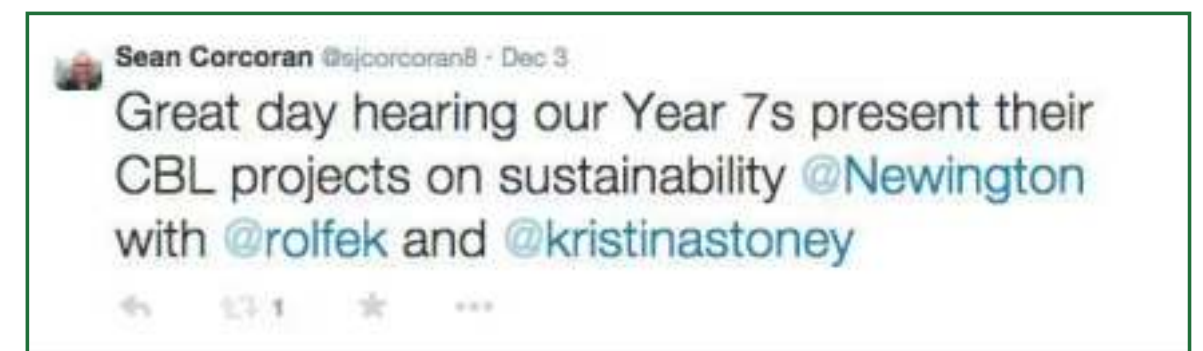 Sean Corcoran @sjcorcoran8 · Dec 3
Great day hearing our Year 7s present their
CBL projects on sustainability @Newington
with @rolfek and @kristinastoney
1